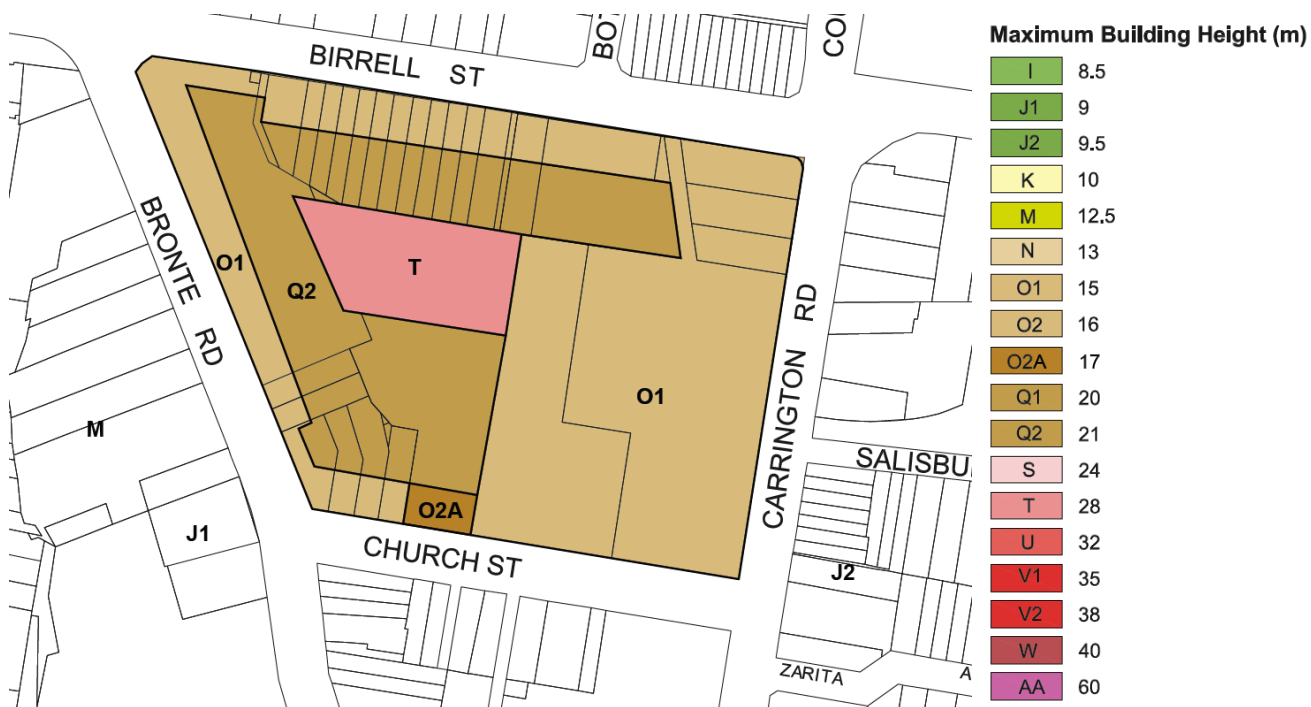 BIRRELL ST
BOT
CO
BRONTE RD
O1
Q2
T
O1
CARRINGTON RD
M
SALISBU
O2A
J1
CHURCH ST
J2
ZARITA
A
Maximum Building Height (m)
I 8.5
J1 9
J2 9.5
K 10
M 12.5
N 13
O1 15
O2 16
O2A 17
Q1 20
Q2 21
S 24
T 28
U 32
V1 35
V2 38
W 40
AA 60